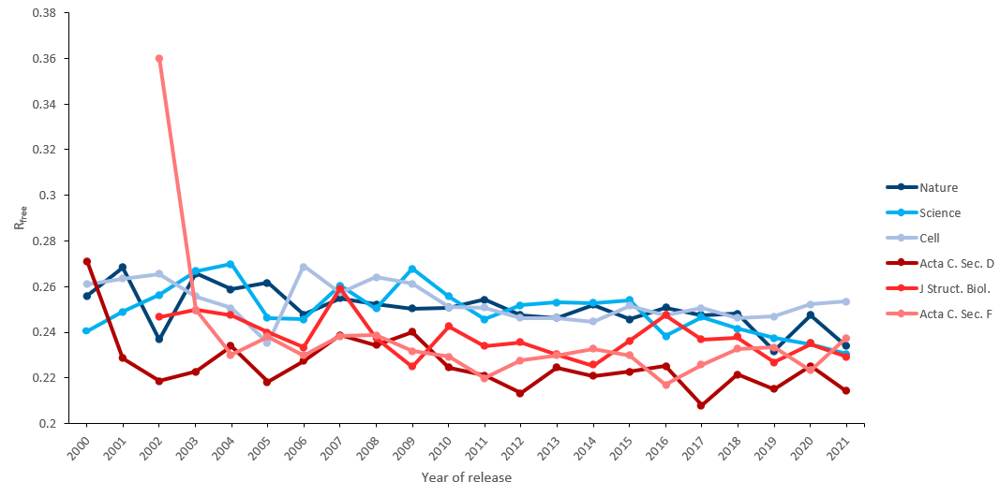 0.38
0.36
0.34
0.32
0.3
0.28
0.26
0.24
0.22
0.2
Rfree
2000 2001 2002 2003 2004 2005 2006 2007 2008 2009 2010 2011 2012 2013 2014 2015 2016 2017 2018 2019 2020 2021
Year of release
Nature
Science
Cell
Acta C. Sec. D
J Struct. Biol.
Acta C. Sec. F